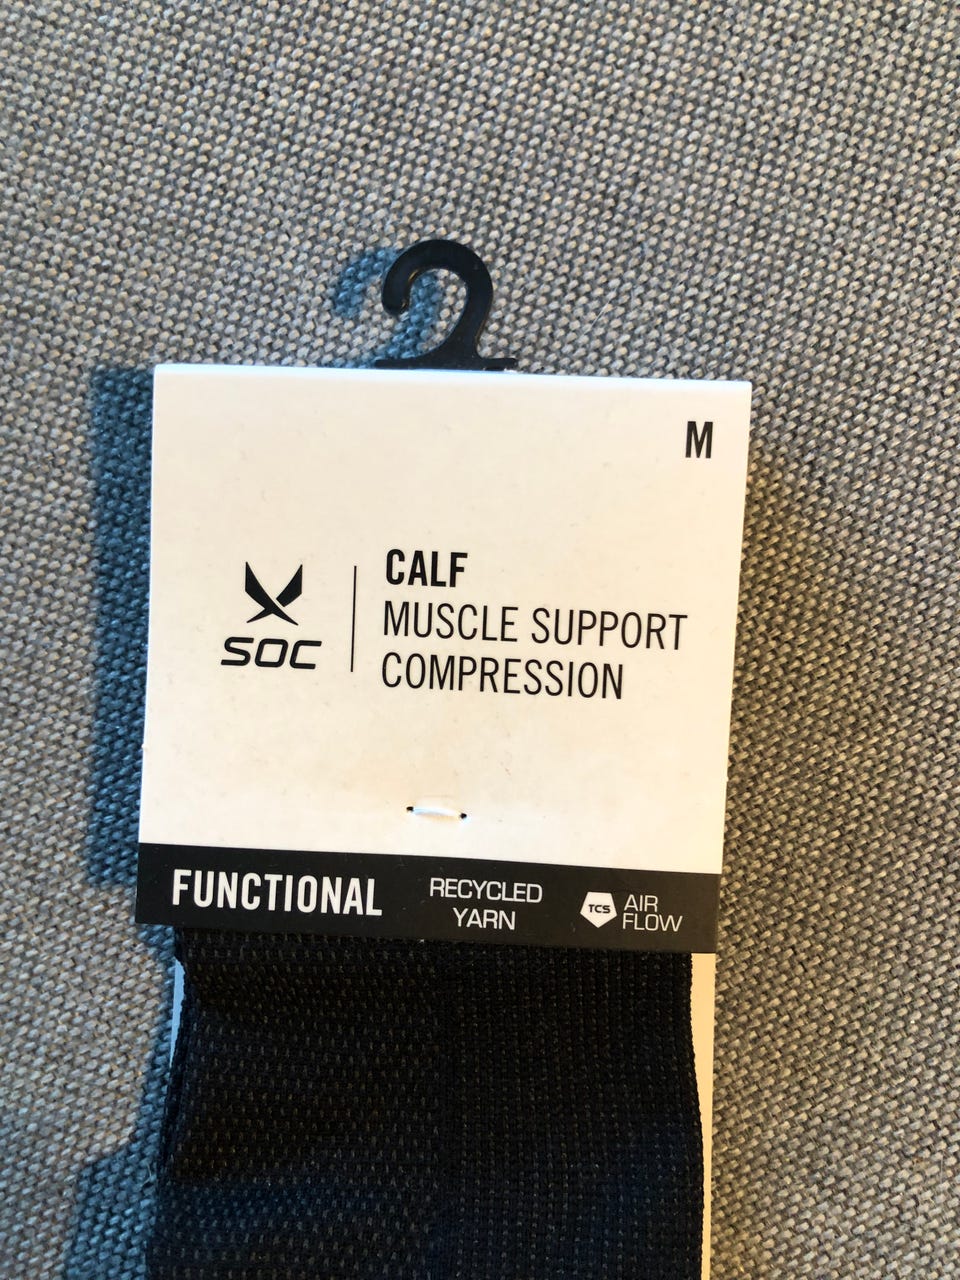 M
SOC
CALF
MUSCLE SUPPORT
COMPRESSION
FUNCTIONAL
RECYCLED
YARN
TCS
AIR
FLOW